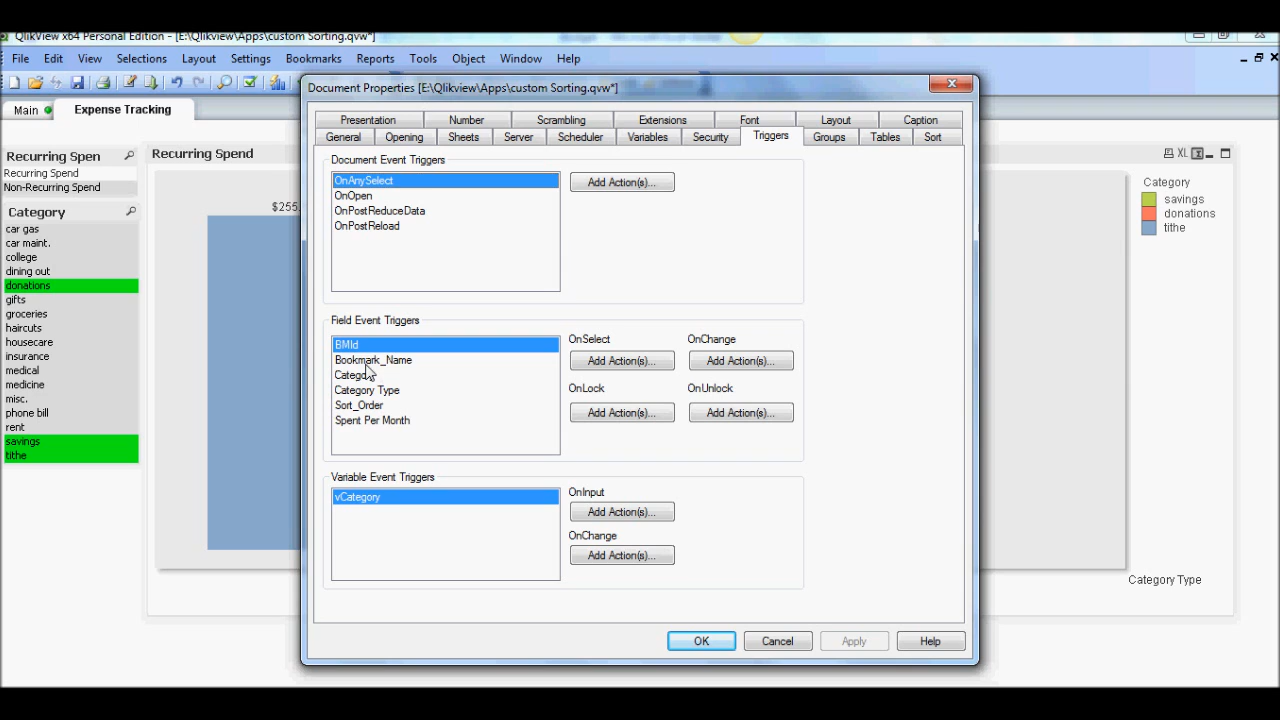 QlikView x64 Personal Edition - [E:\Qlikview\Apps\custom Sorting.qvw*]
File Edit View Selections Layout Settings Bookmarks Reports Tools Object Window Help
Main Expense Tracking
Document Properties [E:\Qlikview\Apps\custom Sorting.qvw*]
Presentation Number Scrambling Extensions Font Layout Caption
General Opening Sheets Server Scheduler Variables Security Triggers Groups Tables Sort
Recurring Spen
Recurring Spend
Non-Recurring Spend
Category
car gas
car maint.
college
dining out
donations
gifts
groceries
haircuts
housecare
insurance
medical
medicine
misc.
phone bill
rent
savings
tithe
Recurring Spend
$255.
Document Event Triggers
OnAnySelect
OnOpen
OnPostReduceData
OnPostReload
Add Action(s)...
Field Event Triggers
BMId
Bookmark_Name
Category
Category Type
Sort_Order
Spent Per Month
OnSelect OnChange
Add Action(s)... Add Action(s)...
OnLock OnUnlock
Add Action(s)... Add Action(s)...
Variable Event Triggers
vCategory
OnInput
Add Action(s)...
OnChange
Add Action(s)...
OK Cancel Apply Help
XL
Category
savings
donations
tithe
Category Type